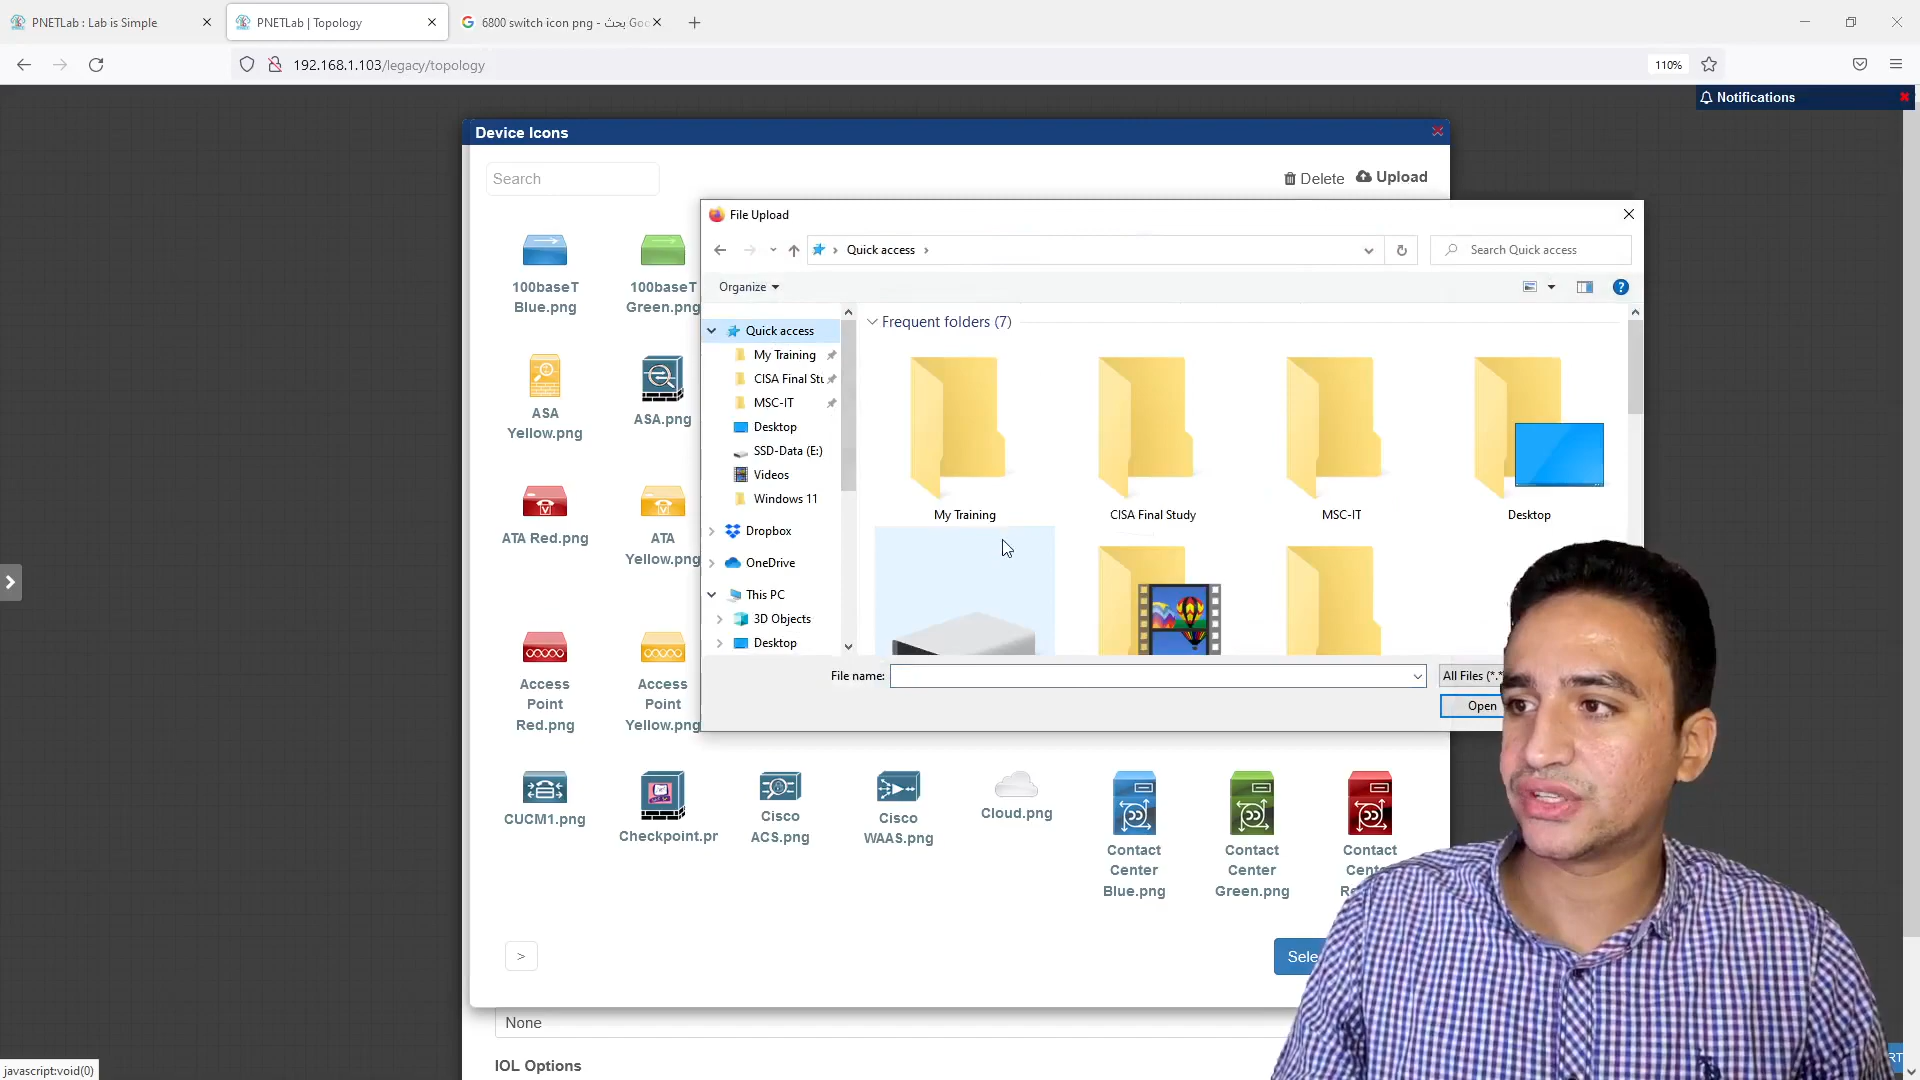 PNETLab : Lab is Simple
PNETLab | Topology
6800 switch icon png - بحث Goo
192.168.1.103/legacy/topology
110%
Notifications
Device Icons
Search
Delete
Upload
100baseT
Blue.png
100baseT
Green.png
ASA
Yellow.png
ASA.png
ATA Red.png
ATA
Yellow.png
Access
Point
Red.png
Access
Point
Yellow.png
File Upload
Quick access
Search Quick access
Organize
Quick access
My Training
CISA Final Stu
MSC-IT
Desktop
SSD-Data (E:)
Videos
Windows 11
Dropbox
OneDrive
This PC
3D Objects
Desktop
Frequent folders (7)
My Training
CISA Final Study
MSC-IT
Desktop
File name:
All Files (*.*
Open
CUCM1.png
Checkpoint.pr
Cisco
ACS.png
Cisco
WAAS.png
Cloud.png
Contact
Center
Blue.png
Contact
Center
Green.png
Contact
Center
>
Sele
None
IOL Options
javascript:void(0)